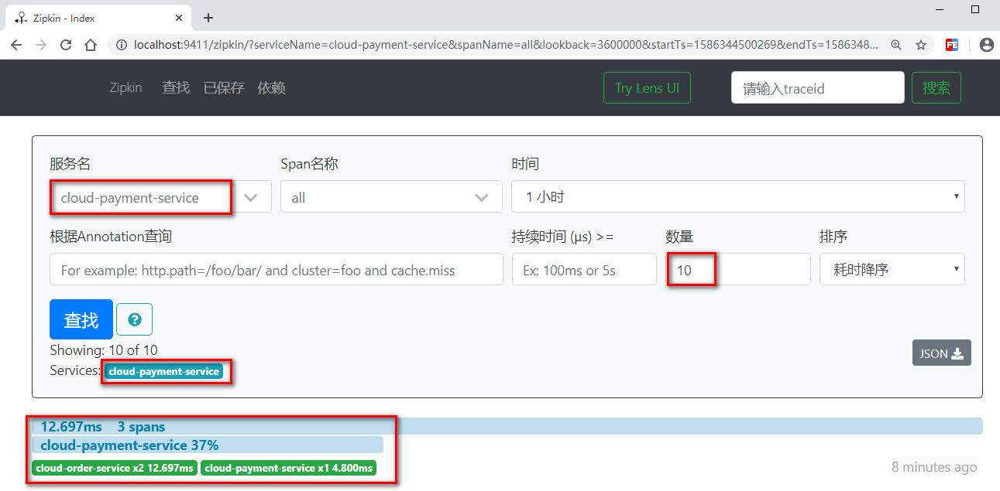 Zipkin - Index
localhost:9411/zipkin/?serviceName=cloud-payment-service&spanName=all&lookback=3600000&startTs=1586344500269&endTs=1586348...
FE
Zipkin 查找 已保存 依赖 Try Lens UI 请输入traceid 搜索
服务名 Span名称 时间
cloud-payment-service all 1 小时
根据Annotation查询 持续时间 (μs) >= 数量 排序
For example: http.path=/foo/bar/ and cluster=foo and cache.miss Ex: 100ms or 5s 10 耗时降序
查找 ?
Showing: 10 of 10
Services: cloud-payment-service
JSON
12.697ms 3 spans
cloud-payment-service 37%
cloud-order-service x2 12.697ms cloud-payment-service x1 4.800ms
8 minutes ago